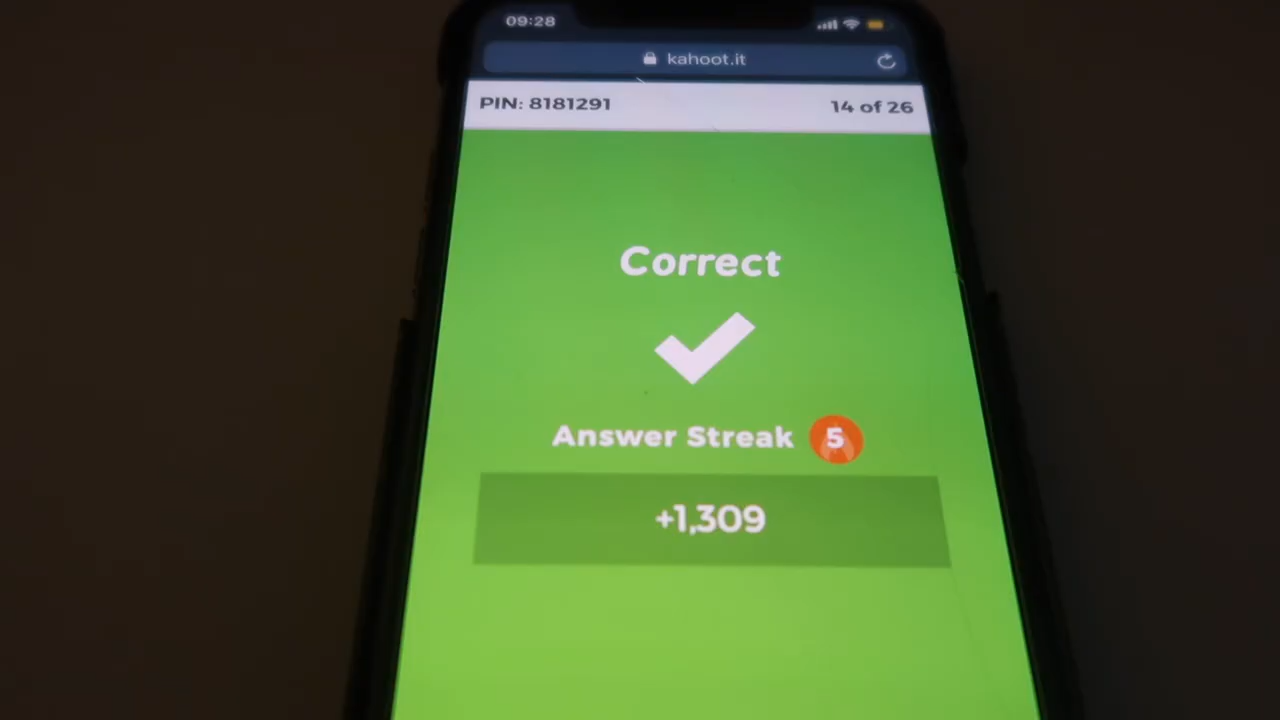 09:28
kahoot.it
PIN: 8181291 14 of 26
Correct
Answer Streak 5
+1,309